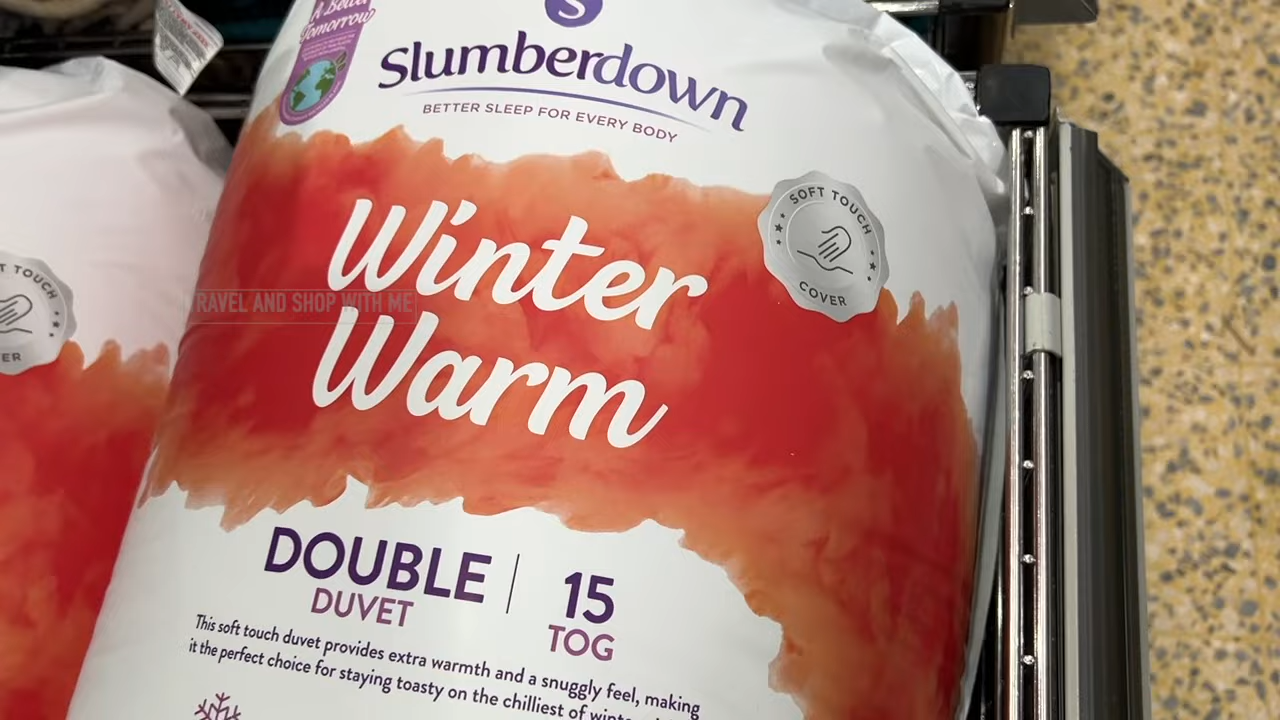 A Better
Tomorrow
S
Slumberdown
BETTER SLEEP FOR EVERY BODY
SOFT TOUCH
COVER
Winter
Warm
TRAVEL AND SHOP WITH ME
T TOUCH
ER
DOUBLE
DUVET
15
TOG
This soft touch duvet provides extra warmth and a snuggly feel, making
it the perfect choice for staying toasty on the chilliest of